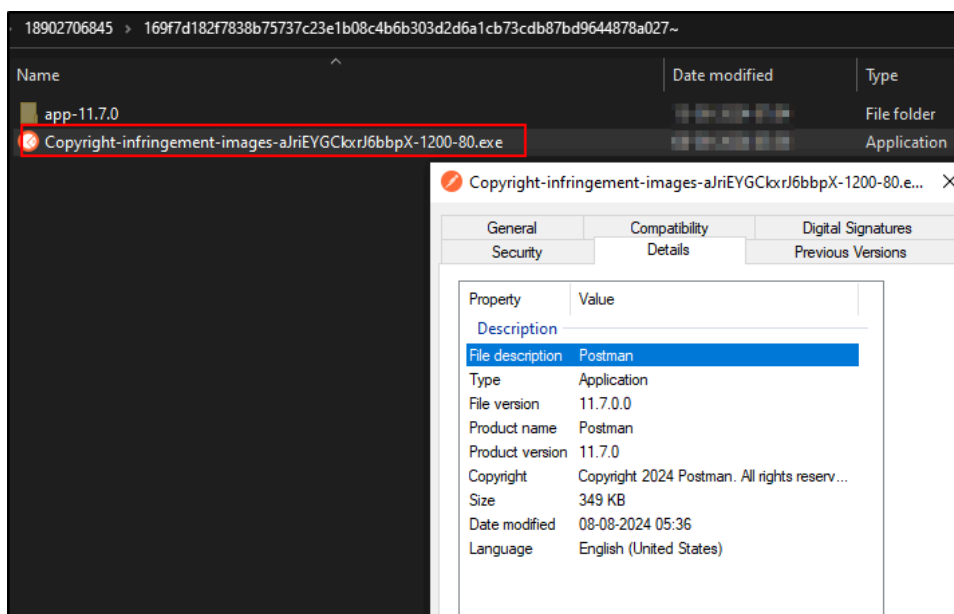 18902706845 > 169f7d182f7838b75737c23e1b08c4b6b303d2d6a1cb73cdb87bd9644878a027~
Name Date modified Type
app-11.7.0 File folder
Copyright-infringement-images-aJriEYGCkxrJ6bbpX-1200-80.exe Application
Copyright-infringement-images-aJriEYGCkxrJ6bbpX-1200-80.e...
General Compatibility Digital Signatures
Security Details Previous Versions
Property Value
Description
File description Postman
Type Application
File version 11.7.0.0
Product name Postman
Product version 11.7.0
Copyright Copyright 2024 Postman. All rights reserv...
Size 349 KB
Date modified 08-08-2024 05:36
Language English (United States)